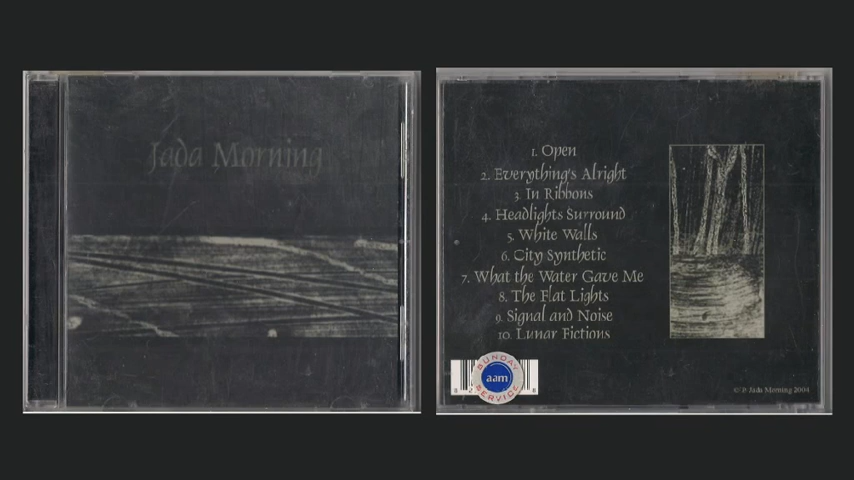 Jada Morning
1. Open
2. Everything's Alright
3. In Ribbons
4. Headlights Surround
5. White Walls
6. City Synthetic
7. What the Water Gave Me
8. The Flat Lights
9. Signal and Noise
10. Lunar Fictions
SUNDAY
aam
SERVICE
© P. Jada Morning 2004